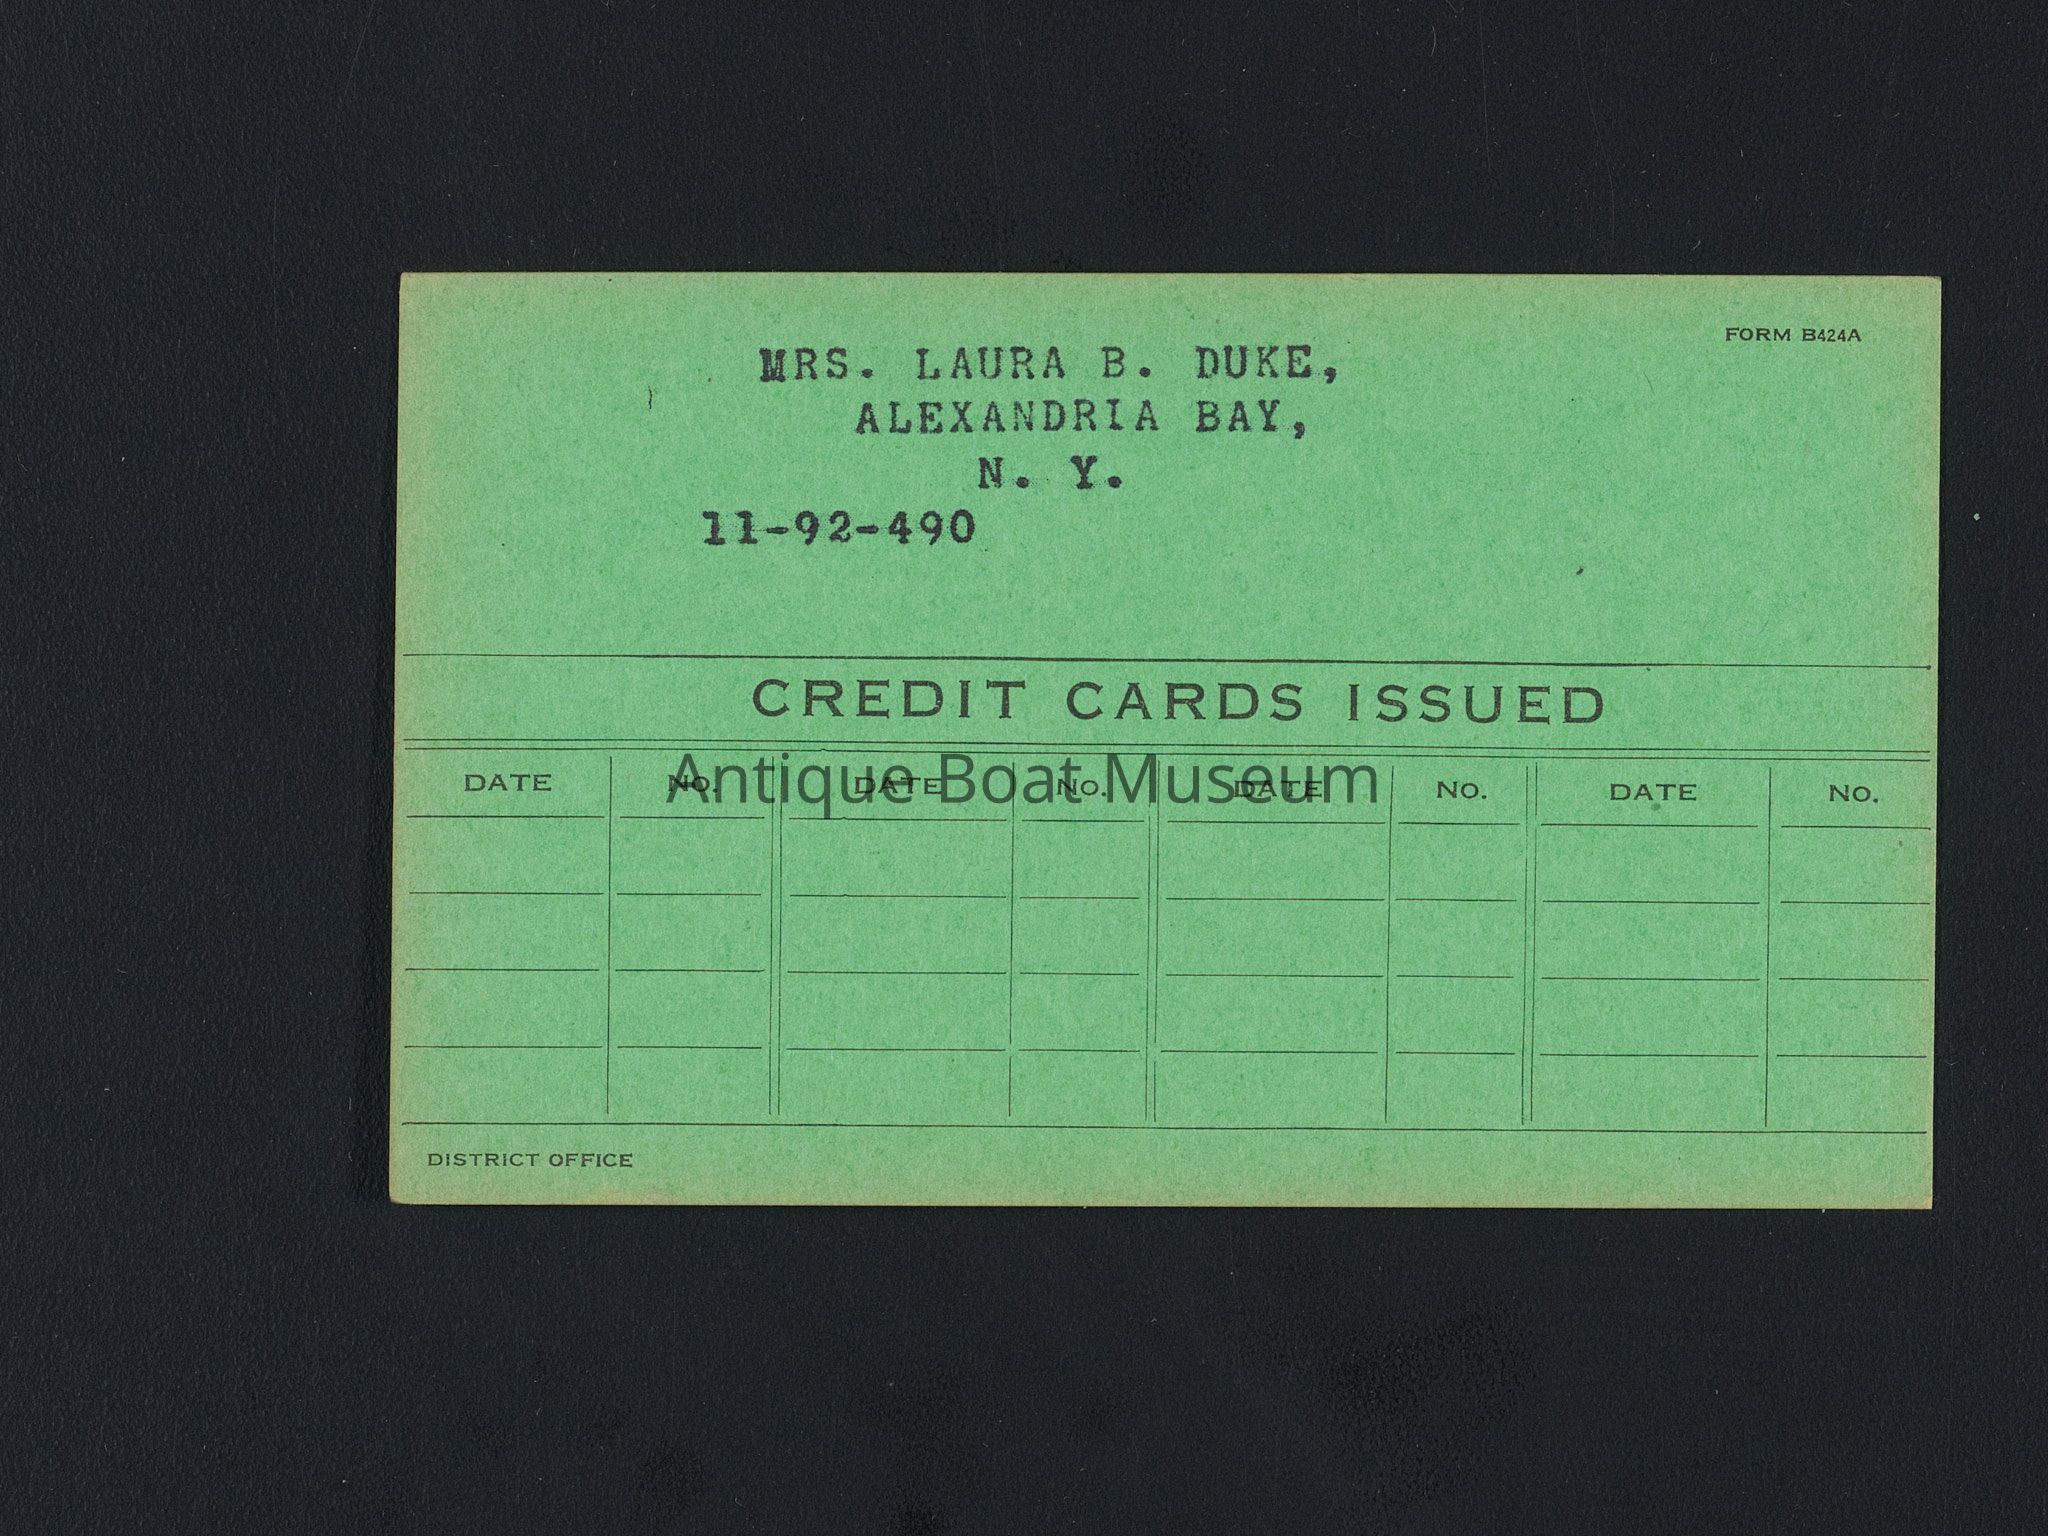 FORM B424A
MRS. LAURA B. DUKE,
ALEXANDRIA BAY,
N. Y.
11-92-490
CREDIT CARDS ISSUED
DATE NO. DATE NO. DATE NO. DATE NO.
Antique Boat Museum
DISTRICT OFFICE